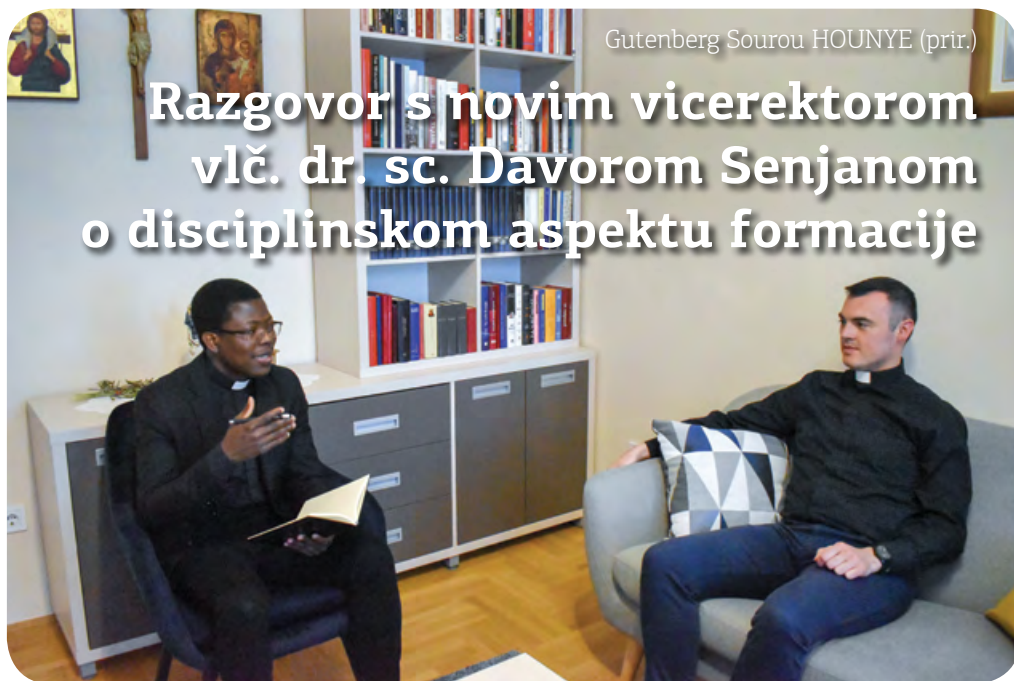 Gutenberg Sourou HOUNYE (prir.)
Razgovor s novim vicerektorom
vlč. dr. sc. Davorom Senjanom
o disciplinskom aspektu formacije